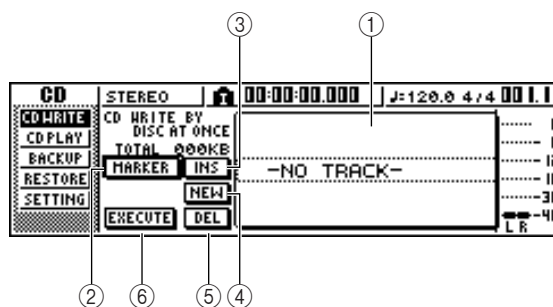 ③ ①
CD STEREO 00:00:00.000 ♩=120.0 4/4 001.1
CD WRITE
CD PLAY
BACKUP
RESTORE
SETTING
CD WRITE BY
DISC AT ONCE
TOTAL 000KB
MARKER INS
NEW
EXECUTE DEL
-NO TRACK-
L R
② ⑥ ⑤ ④